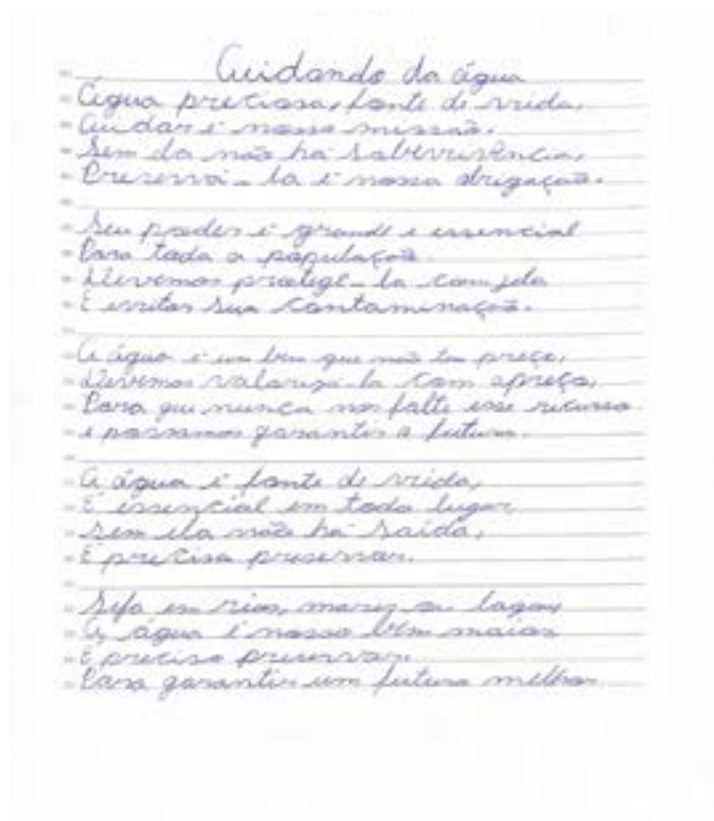 Cuidando da água
Água preciosa, fonte de vida,
Cuidar é nossa missão.
Sem ela não há sobrevivência,
Preservá-la é nossa obrigação.
Seu poder é grande e essencial
Para toda a população.
Devemos protegê-la com zelo
E evitar sua contaminação.
A água é um bem que não tem preço,
Devemos valorizá-la com apreço,
Para que nunca nos falte esse recurso
e possamos garantir o futuro.
A água é fonte de vida,
É essencial em todo lugar
Sem ela não há saída,
É preciso preservar.
Seja em rios, mares ou lagos,
A água é nosso bem maior
É preciso preservar.
Para garantir um futuro melhor